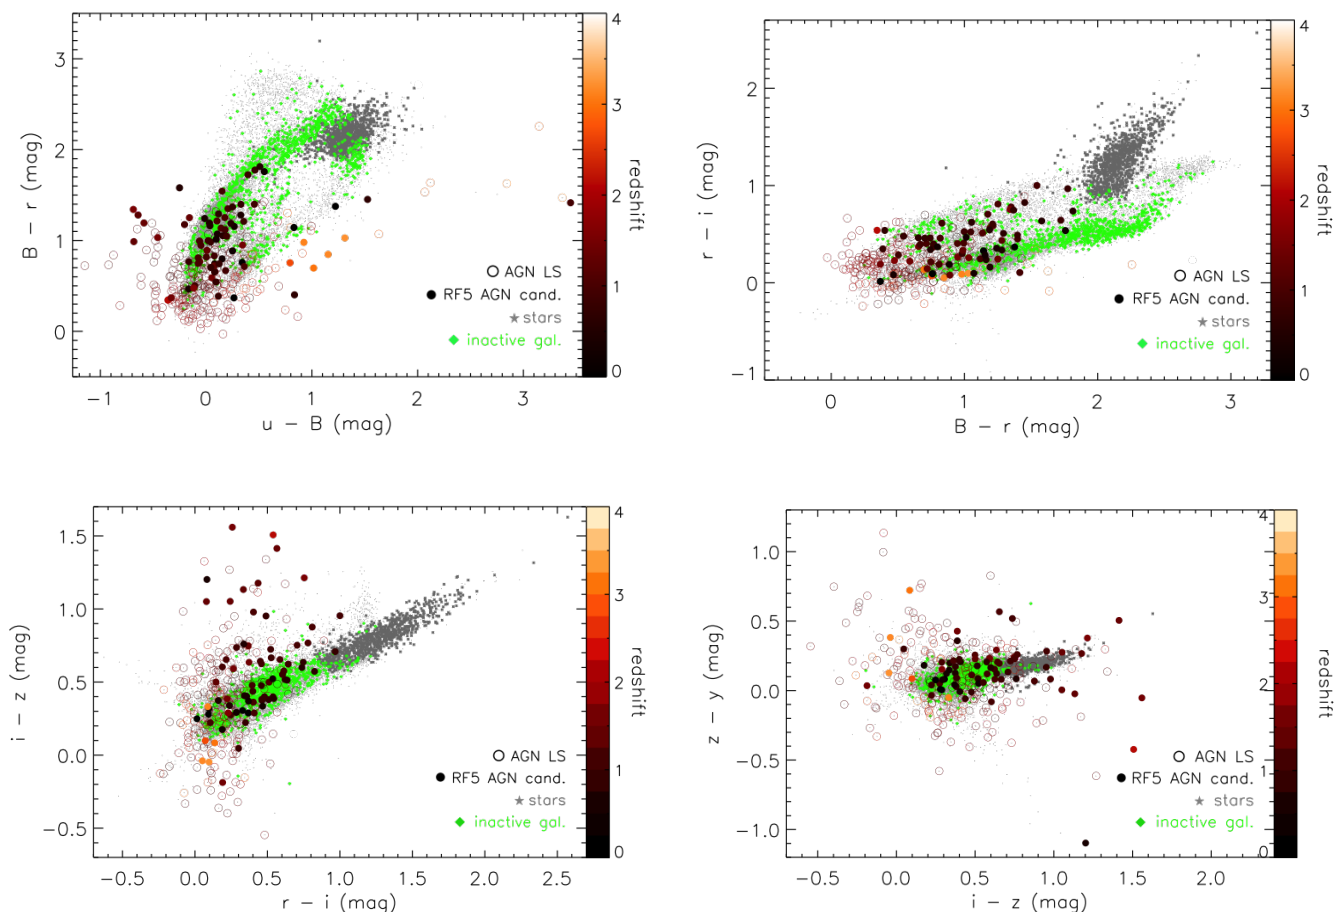 4
3
2
1
0
3
2
1
0
B − r (mag)
redshift
AGN LS
RF5 AGN cand.
stars
inactive gal.
−1 0 1 2 3
u − B (mag)
4
3
2
1
0
2
1
0
−1
r − i (mag)
redshift
AGN LS
RF5 AGN cand.
stars
inactive gal.
0 1 2 3
B − r (mag)
4
3
2
1
0
1.5
1.0
0.5
0.0
−0.5
i − z (mag)
redshift
AGN LS
RF5 AGN cand.
stars
inactive gal.
−0.5 0.0 0.5 1.0 1.5 2.0 2.5
r − i (mag)
4
3
2
1
0
1.0
0.5
0.0
−0.5
−1.0
z − y (mag)
redshift
AGN LS
RF5 AGN cand.
stars
inactive gal.
−0.5 0.0 0.5 1.0 1.5 2.0
i − z (mag)